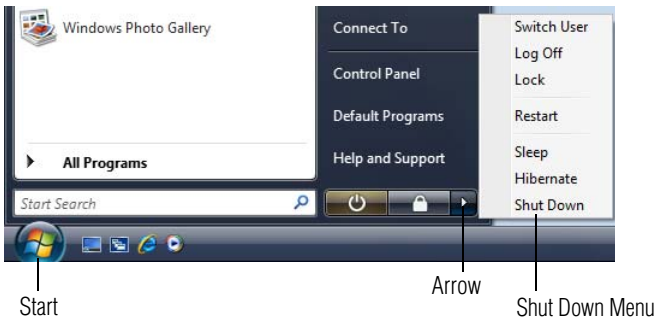 Windows Photo Gallery
All Programs
Start Search
Connect To
Control Panel
Default Programs
Help and Support
Switch User
Log Off
Lock
Restart
Sleep
Hibernate
Shut Down
Start
Arrow
Shut Down Menu